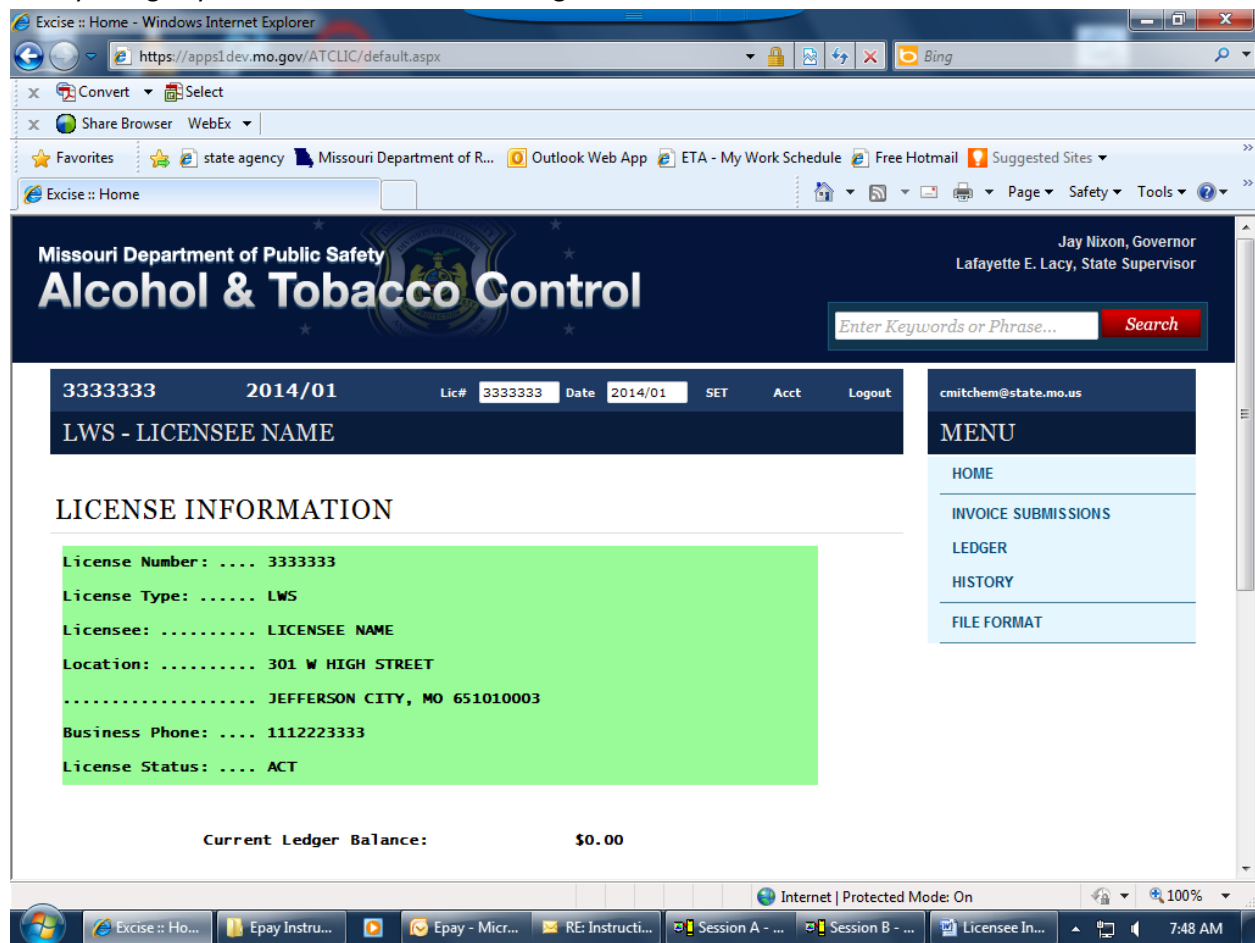 Excise :: Home - Windows Internet Explorer
https://apps1dev.mo.gov/ATCLIC/default.aspx
Bing
x Convert Select
x Share Browser WebEx
Favorites state agency Missouri Department of R... Outlook Web App ETA - My Work Schedule Free Hotmail Suggested Sites
Excise :: Home Page Safety Tools
Missouri Department of Public Safety
Alcohol & Tobacco Control
Jay Nixon, Governor
Lafayette E. Lacy, State Supervisor
Enter Keywords or Phrase... Search
3333333 2014/01 Lic# 3333333 Date 2014/01 SET Acct Logout
LWS - LICENSEE NAME
cmitchem@state.mo.us
MENU
HOME
INVOICE SUBMISSIONS
LEDGER
HISTORY
FILE FORMAT
LICENSE INFORMATION
License Number: .... 3333333
License Type: ...... LWS
Licensee: .......... LICENSEE NAME
Location: .......... 301 W HIGH STREET
.................... JEFFERSON CITY, MO 651010003
Business Phone: .... 1112223333
License Status: .... ACT
Current Ledger Balance: $0.00
Internet | Protected Mode: On 100%
Excise :: Ho... Epay Instru... Epay - Micr... RE: Instructi... Session A - ... Session B - ... Licensee In... 7:48 AM